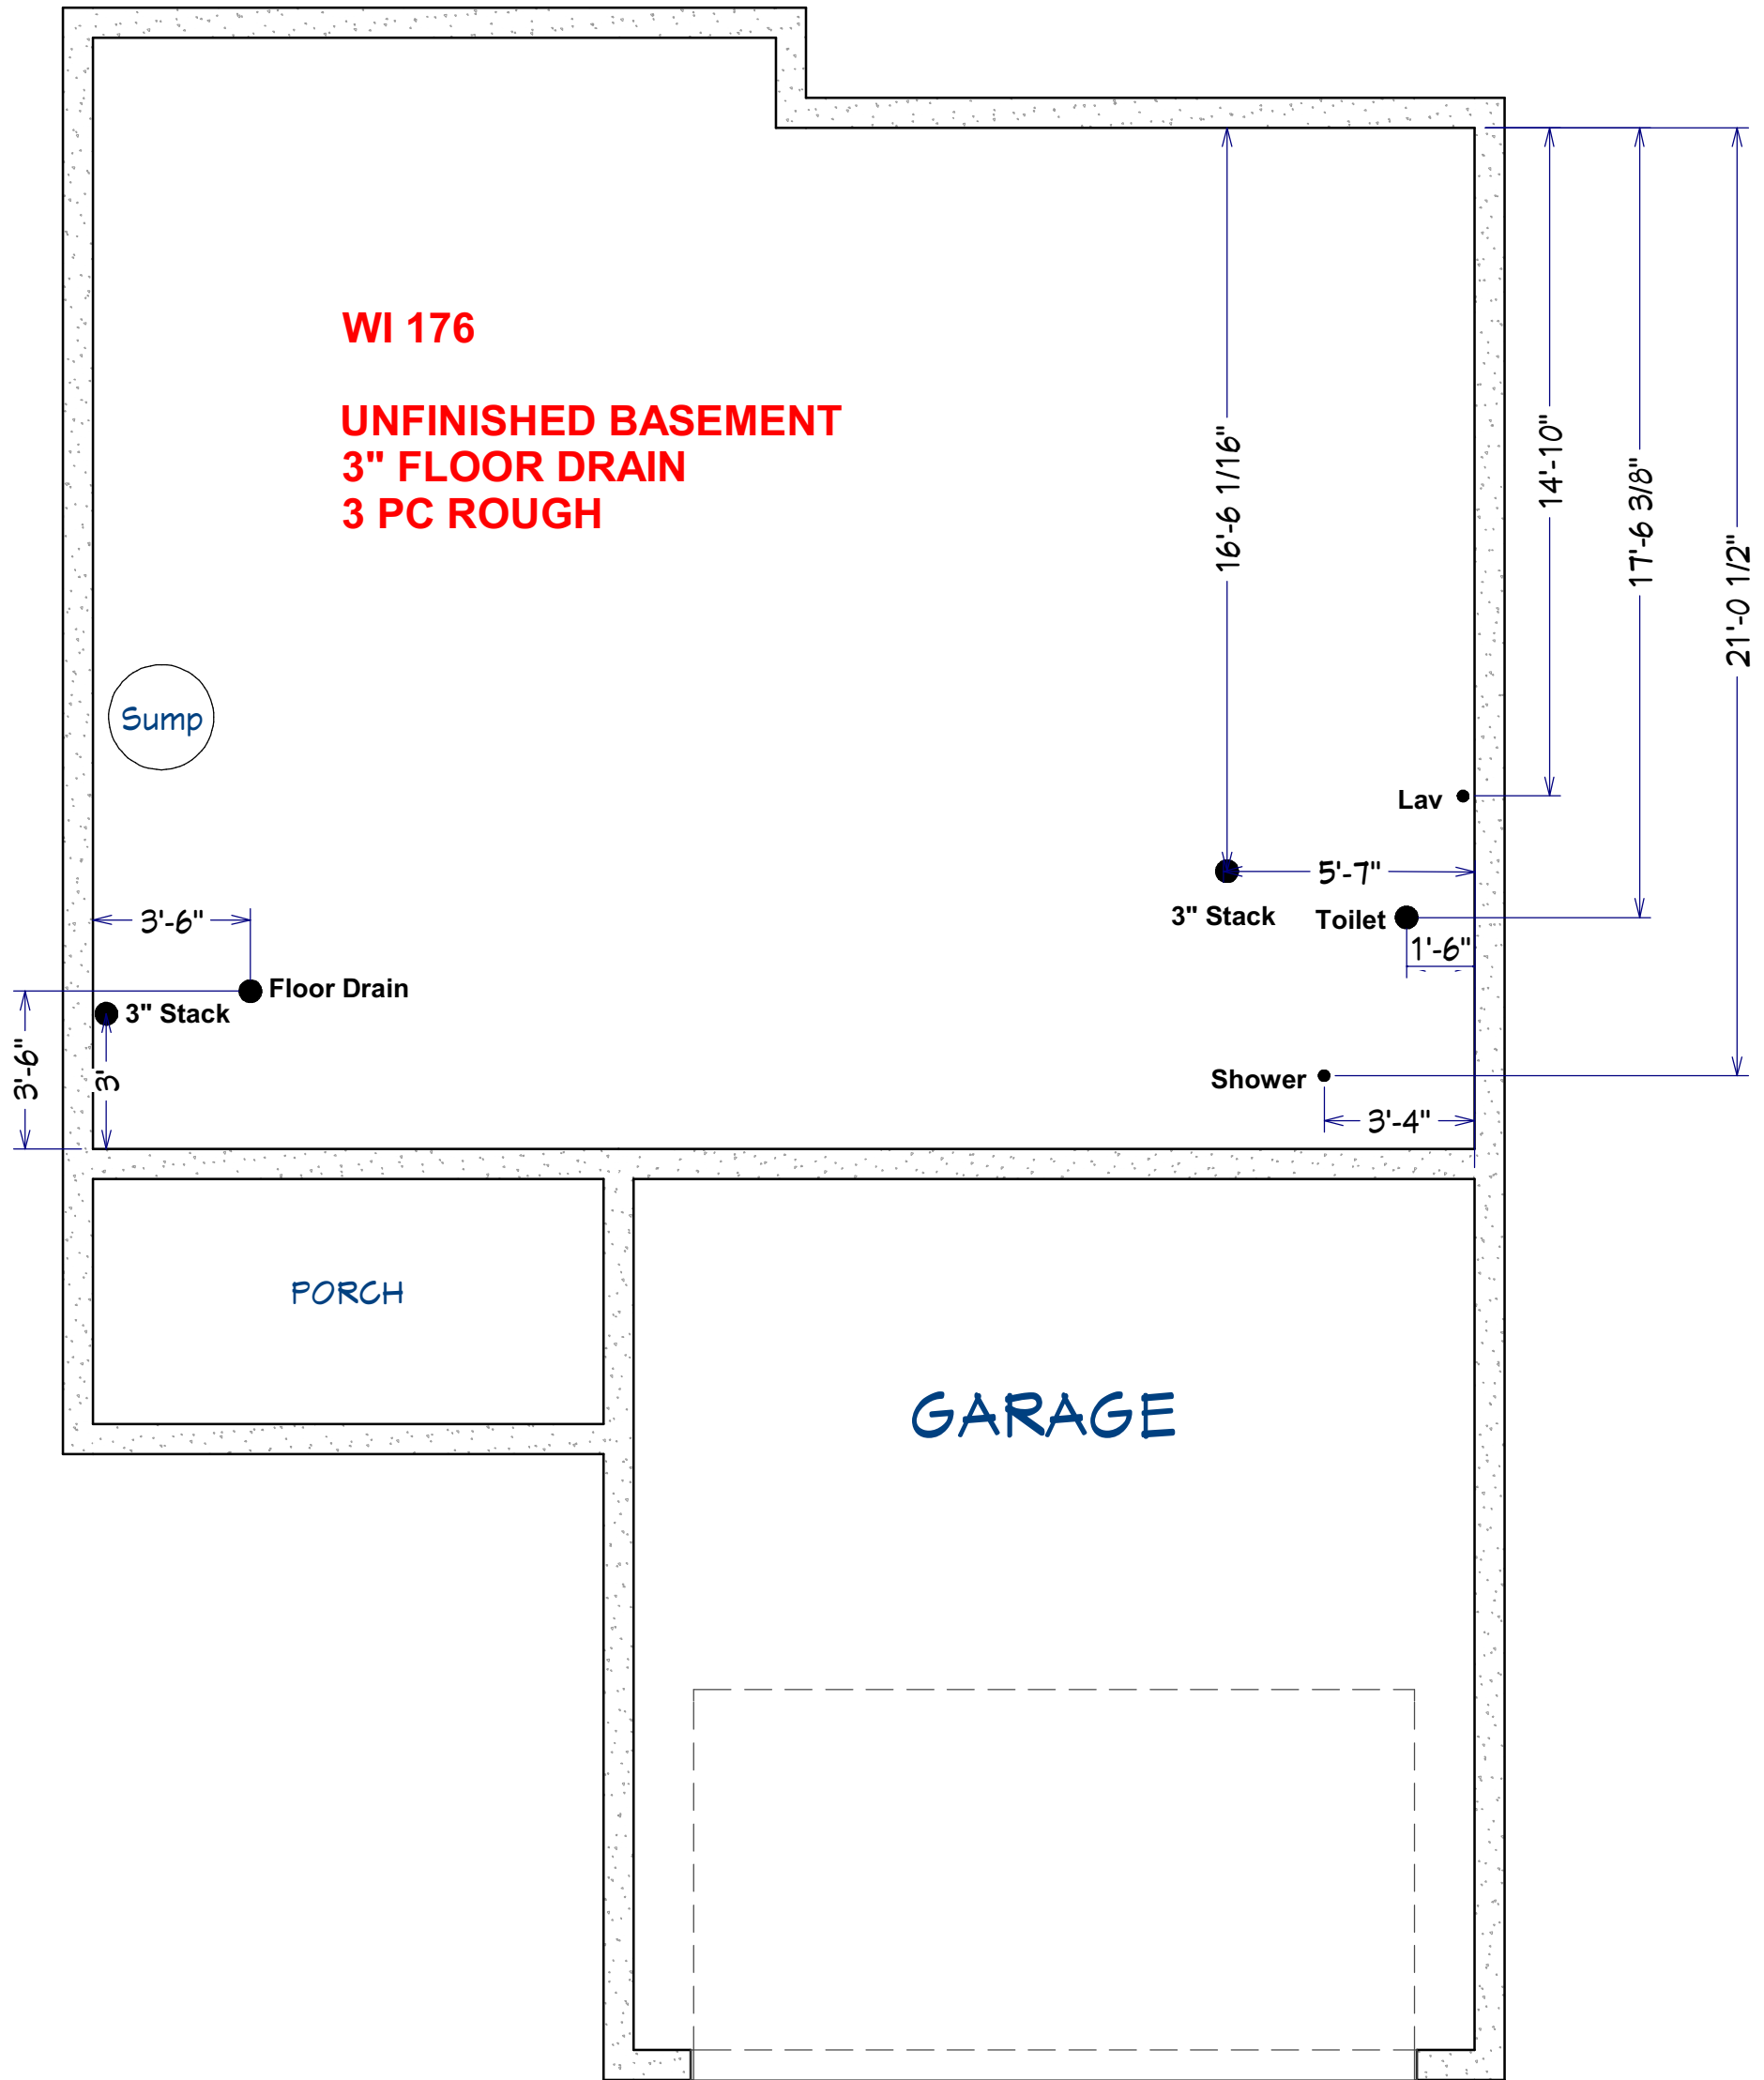 WI 176
UNFINISHED BASEMENT
3" FLOOR DRAIN
3 PC ROUGH
16'-6 1/16"
14'-10"
17'-6 3/8"
21'-0 1/2"
Sump
Lav
5'-7"
3" Stack
Toilet
1'-6"
3'-6"
Floor Drain
3" Stack
3'-6"
3'
Shower
3'-4"
PORCH
GARAGE